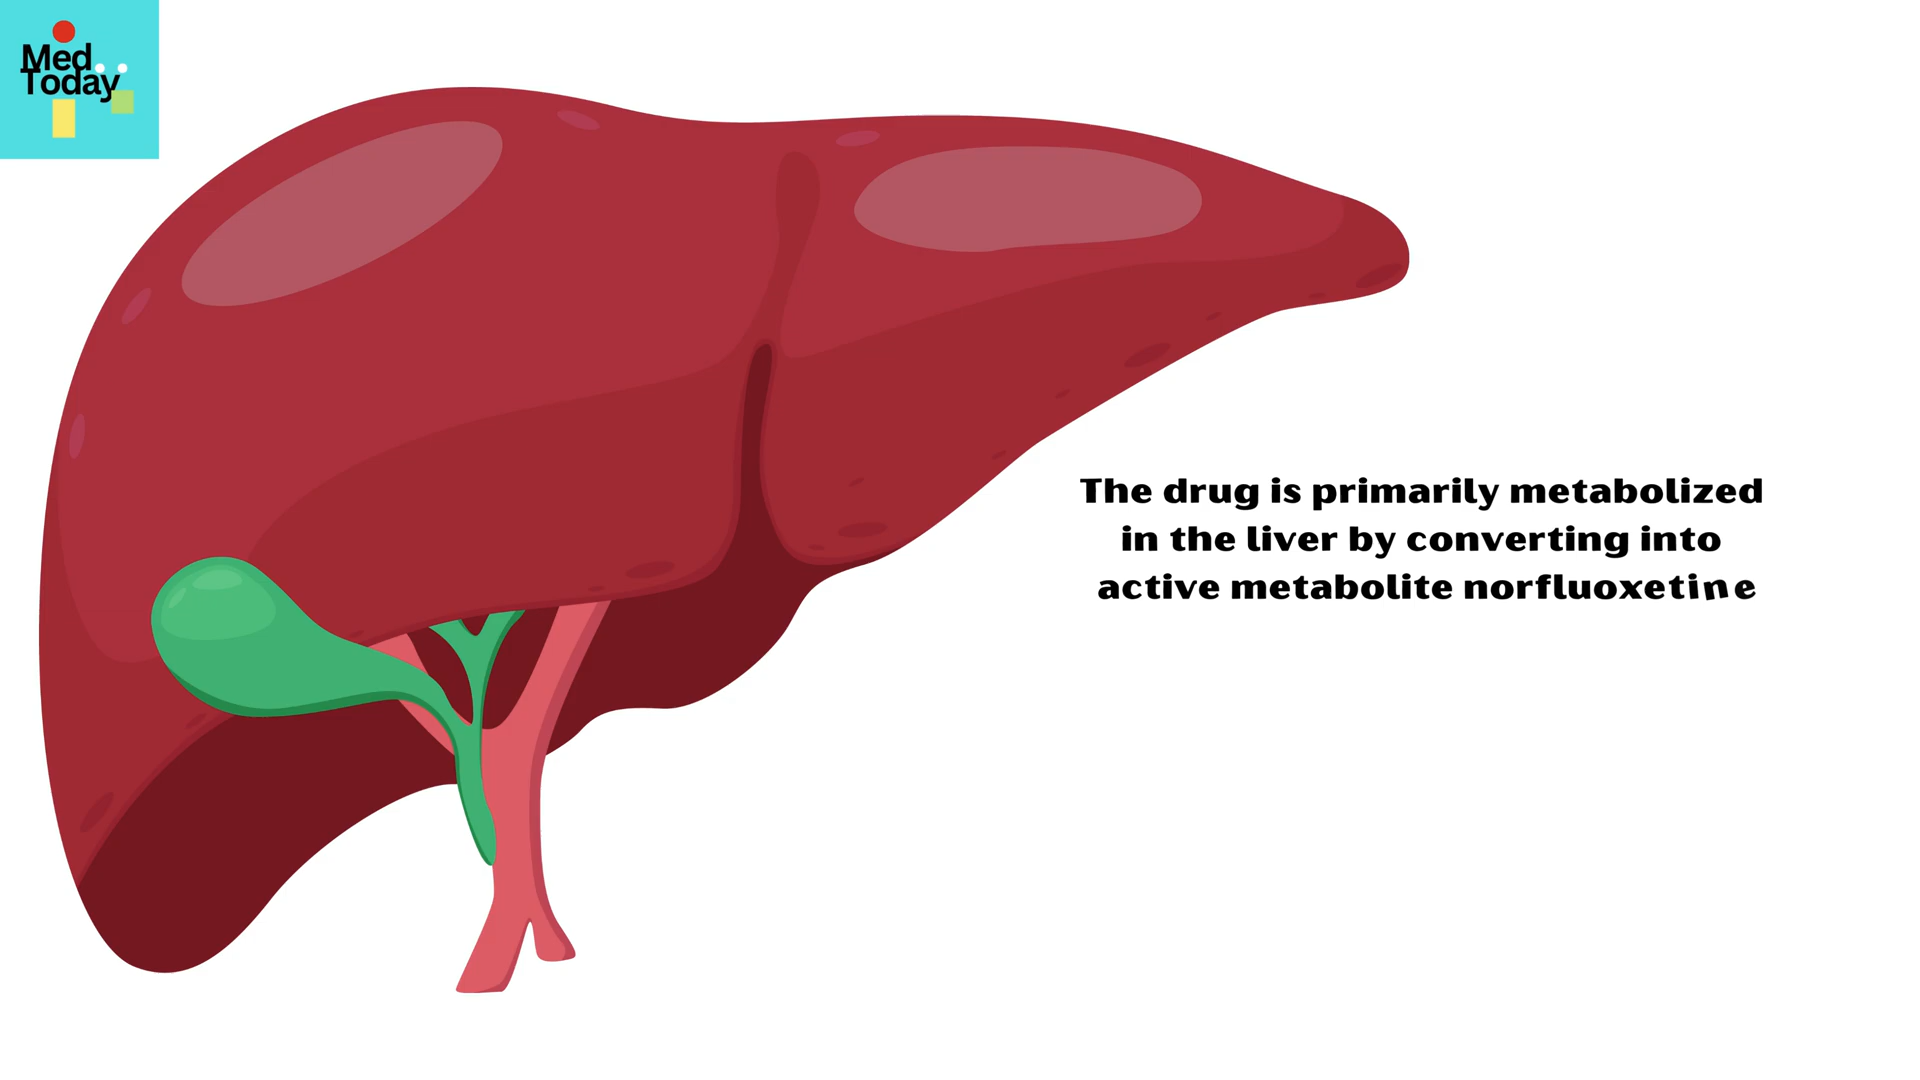 Med
Today
The drug is primarily metabolized
in the liver by converting into
active metabolite norfluoxetine